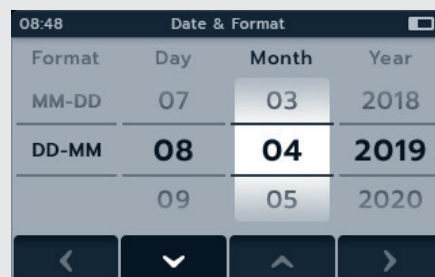 08:48 Date & Format
Format Day Month Year
MM-DD 07 03 2018
DD-MM 08 04 2019
09 05 2020